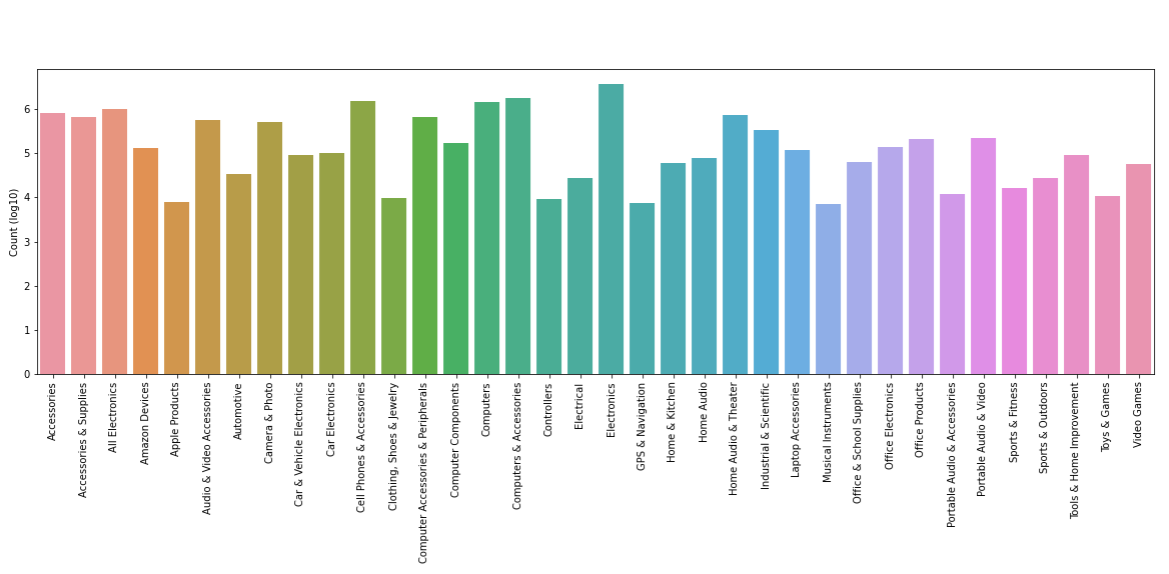 Count (log10)
6
5
4
3
2
1
0
Accessories
Accessories & Supplies
All Electronics
Amazon Devices
Apple Products
Audio & Video Accessories
Automotive
Camera & Photo
Car & Vehicle Electronics
Car Electronics
Cell Phones & Accessories
Clothing, Shoes & Jewelry
Computer Accessories & Peripherals
Computer Components
Computers
Computers & Accessories
Controllers
Electrical
Electronics
GPS & Navigation
Home & Kitchen
Home Audio
Home Audio & Theater
Industrial & Scientific
Laptop Accessories
Musical Instruments
Office & School Supplies
Office Electronics
Office Products
Portable Audio & Accessories
Portable Audio & Video
Sports & Fitness
Sports & Outdoors
Tools & Home Improvement
Toys & Games
Video Games